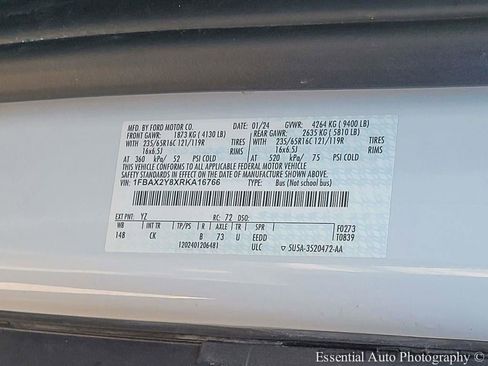 MFD. BY FORD MOTOR CO. DATE: 01/24 GVWR: 4264 KG ( 9400 LB)
FRONT GAWR: 1873 KG ( 4130 LB) REAR GAWR: 2635 KG ( 5810 LB)
WITH 235/65R16C 121/119R TIRES WITH 235/65R16C 121/119R TIRES
16x6.5J RIMS 16x6.5J RIMS
AT 360 kPa/ 52 PSI COLD AT 520 kPa/ 75 PSI COLD
THIS VEHICLE CONFORMS TO ALL APPLICABLE FEDERAL MOTOR VEHICLE
SAFETY STANDARDS IN EFFECT ON THE DATE OF MANUFACTURE SHOWN ABOVE.
VIN: 1FBAX2Y8XRKA16766 TYPE: Bus (Not school bus)
EXT PNT: YZ RC: 72 DSO: F0273
WB INT TR TP/PS R AXLE TR SPR T0839
148 CK B 73 U EEDD
1202401206481 ULC ▽ 5U5A-3520472-AA
Essential Auto Photography ©